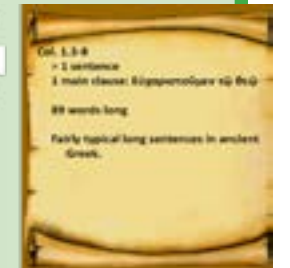 Col. 1.3-8
= 1 sentence
1 main clause: Εὐχαριστοῦμεν τῷ θεῷ
89 words long
Fairly typical long sentences in ancient
Greek.